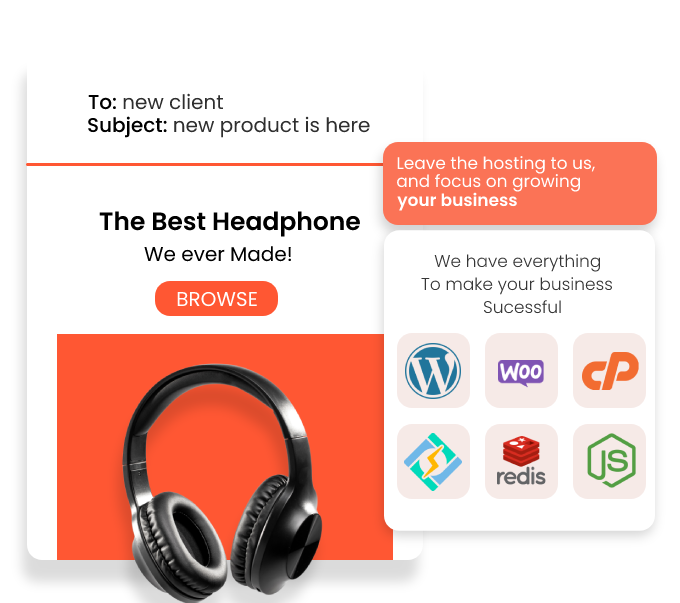 To: new client
Subject: new product is here
The Best Headphone
We ever Made!
BROWSE
Leave the hosting to us,
and focus on growing
your business
We have everything
To make your business
Sucessful
W
WOO
cP
redis
JS